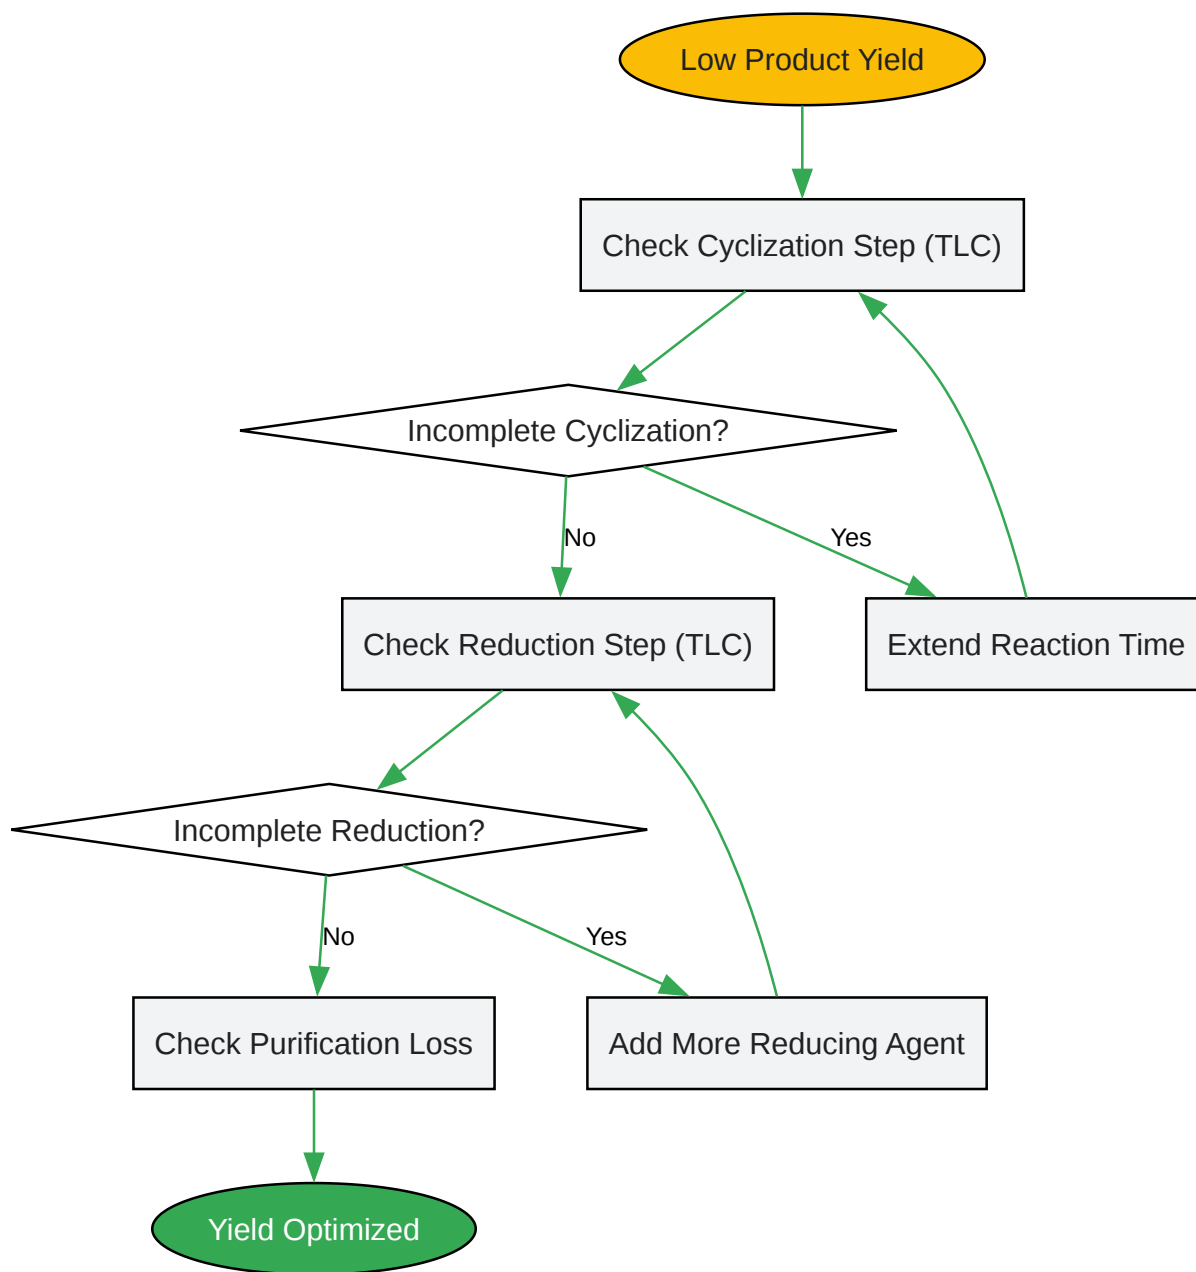 Low Product Yield
Check Cyclization Step (TLC)
Incomplete Cyclization?
No
Yes
Check Reduction Step (TLC)
Extend Reaction Time
Incomplete Reduction?
No
Yes
Check Purification Loss
Add More Reducing Agent
Yield Optimized